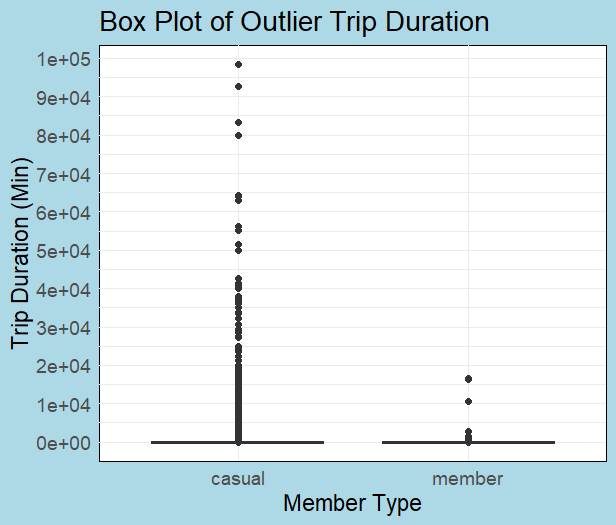 Box Plot of Outlier Trip Duration
1e+05
9e+04
8e+04
7e+04
6e+04
5e+04
4e+04
3e+04
2e+04
1e+04
0e+00
Trip Duration (Min)
casual
member
Member Type